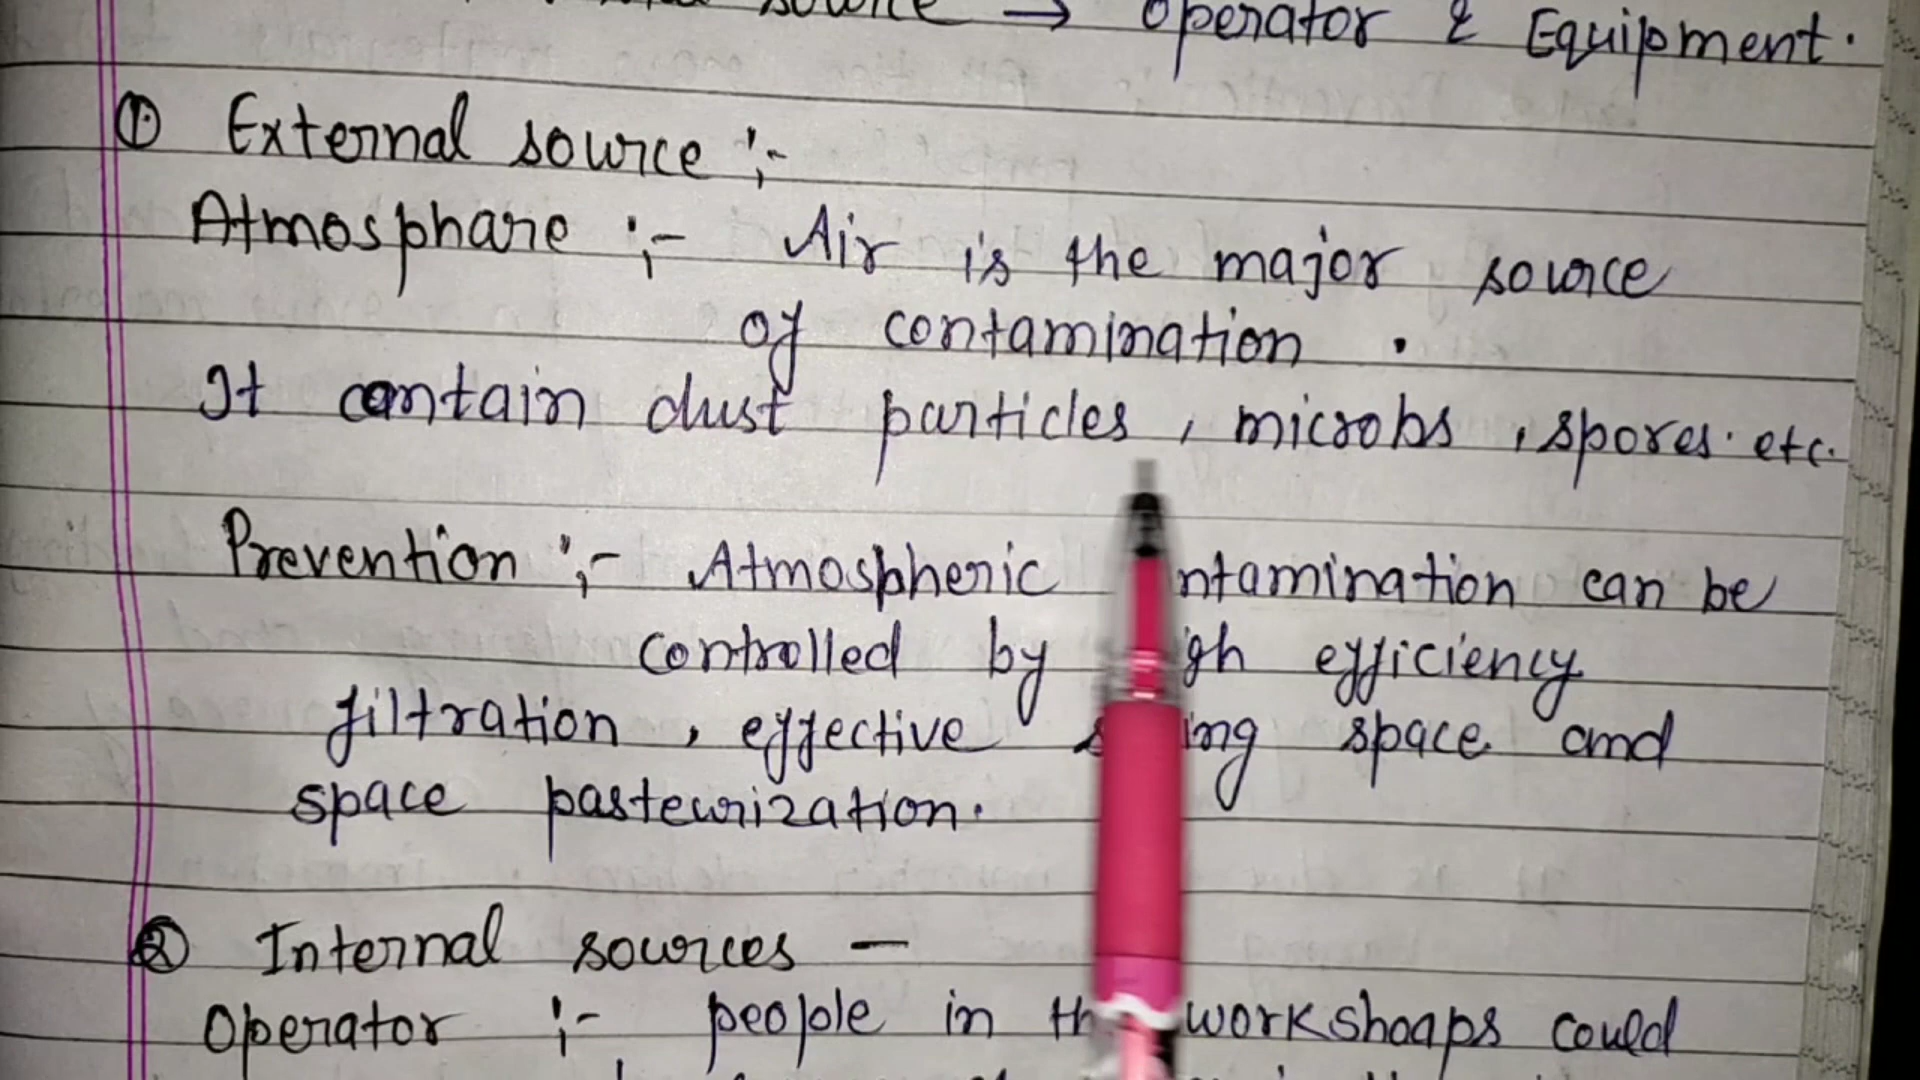 source → Operator & Equipment.
① External source :-
Atmosphare :- Air is the major source
of contamination .
It contain dust particles , microbs , spores. etc.
Prevention :- Atmospheric ntamination can be
controlled by gh efficiency
filtration , effective ing space and
space pasteurization.
② Internal sources —
Operator :- people in th workshoaps could